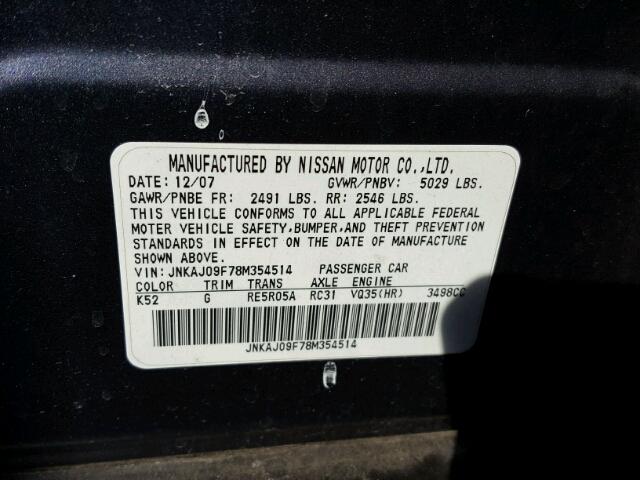 MANUFACTURED BY NISSAN MOTOR CO.,LTD.
DATE: 12/07 GVWR/PNBV: 5029 LBS.
GAWR/PNBE FR: 2491 LBS. RR: 2546 LBS.
THIS VEHICLE CONFORMS TO ALL APPLICABLE FEDERAL
MOTOR VEHICLE SAFETY,BUMPER,AND THEFT PREVENTION
STANDARDS IN EFFECT ON THE DATE OF MANUFACTURE
SHOWN ABOVE.
VIN: JNKAJ09F78M354514 PASSENGER CAR
COLOR TRIM TRANS AXLE ENGINE
K52 G RE5R05A RC31 VQ35(HR) 3498CC
JNKAJ09F78M354514